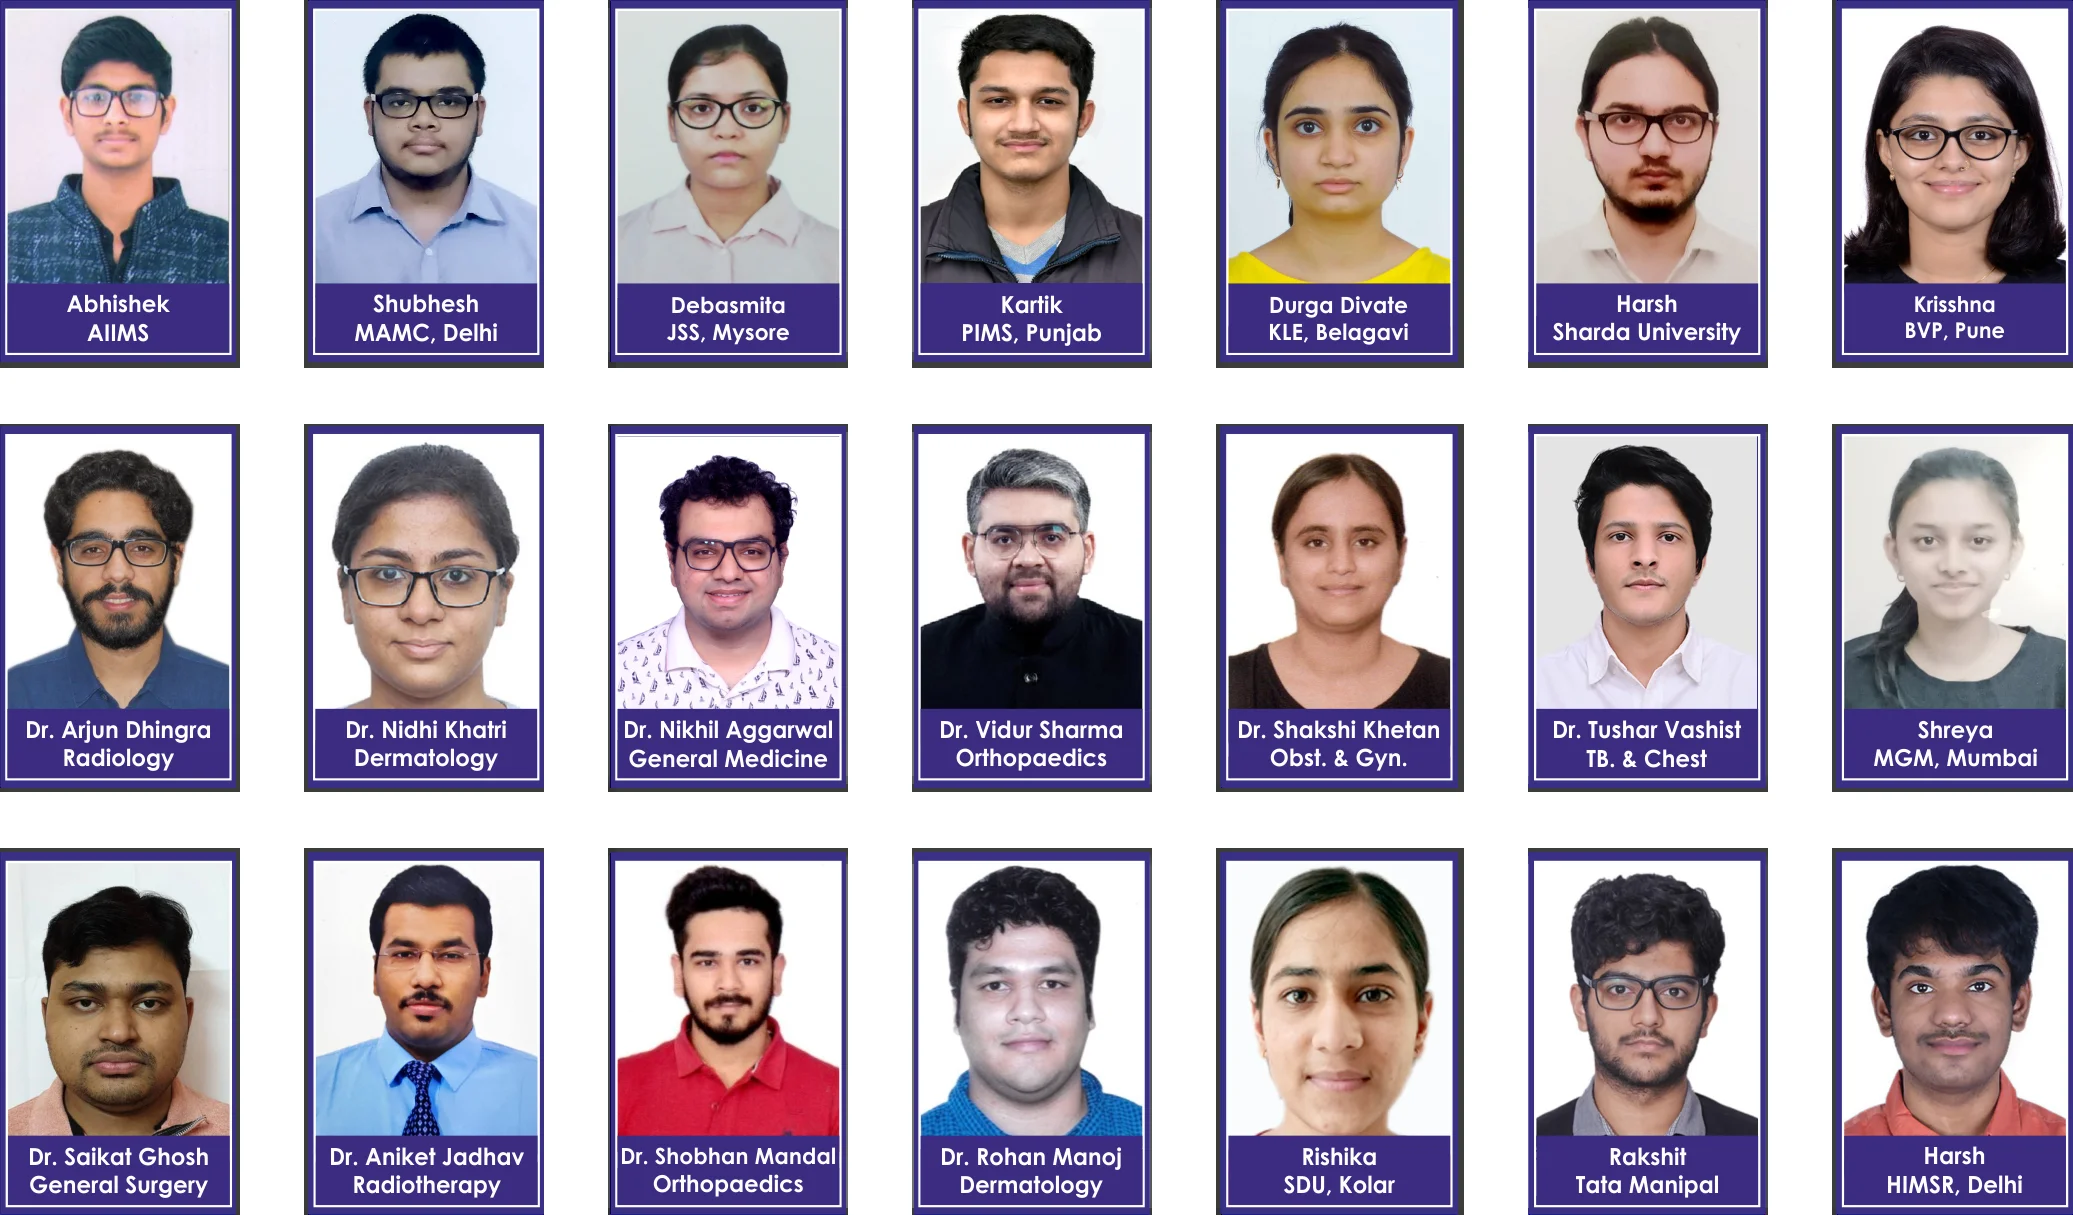 Abhishek
AIIMS
Shubhesh
MAMC, Delhi
Debasmita
JSS, Mysore
Kartik
PIMS, Punjab
Durga Divate
KLE, Belagavi
Harsh
Sharda University
Krisshna
BVP, Pune
Dr. Arjun Dhingra
Radiology
Dr. Nidhi Khatri
Dermatology
Dr. Nikhil Aggarwal
General Medicine
Dr. Vidur Sharma
Orthopaedics
Dr. Shakshi Khetan
Obst. & Gyn.
Dr. Tushar Vashist
TB. & Chest
Shreya
MGM, Mumbai
Dr. Saikat Ghosh
General Surgery
Dr. Aniket Jadhav
Radiotherapy
Dr. Shobhan Mandal
Orthopaedics
Dr. Rohan Manoj
Dermatology
Rishika
SDU, Kolar
Rakshit
Tata Manipal
Harsh
HIMSR, Delhi